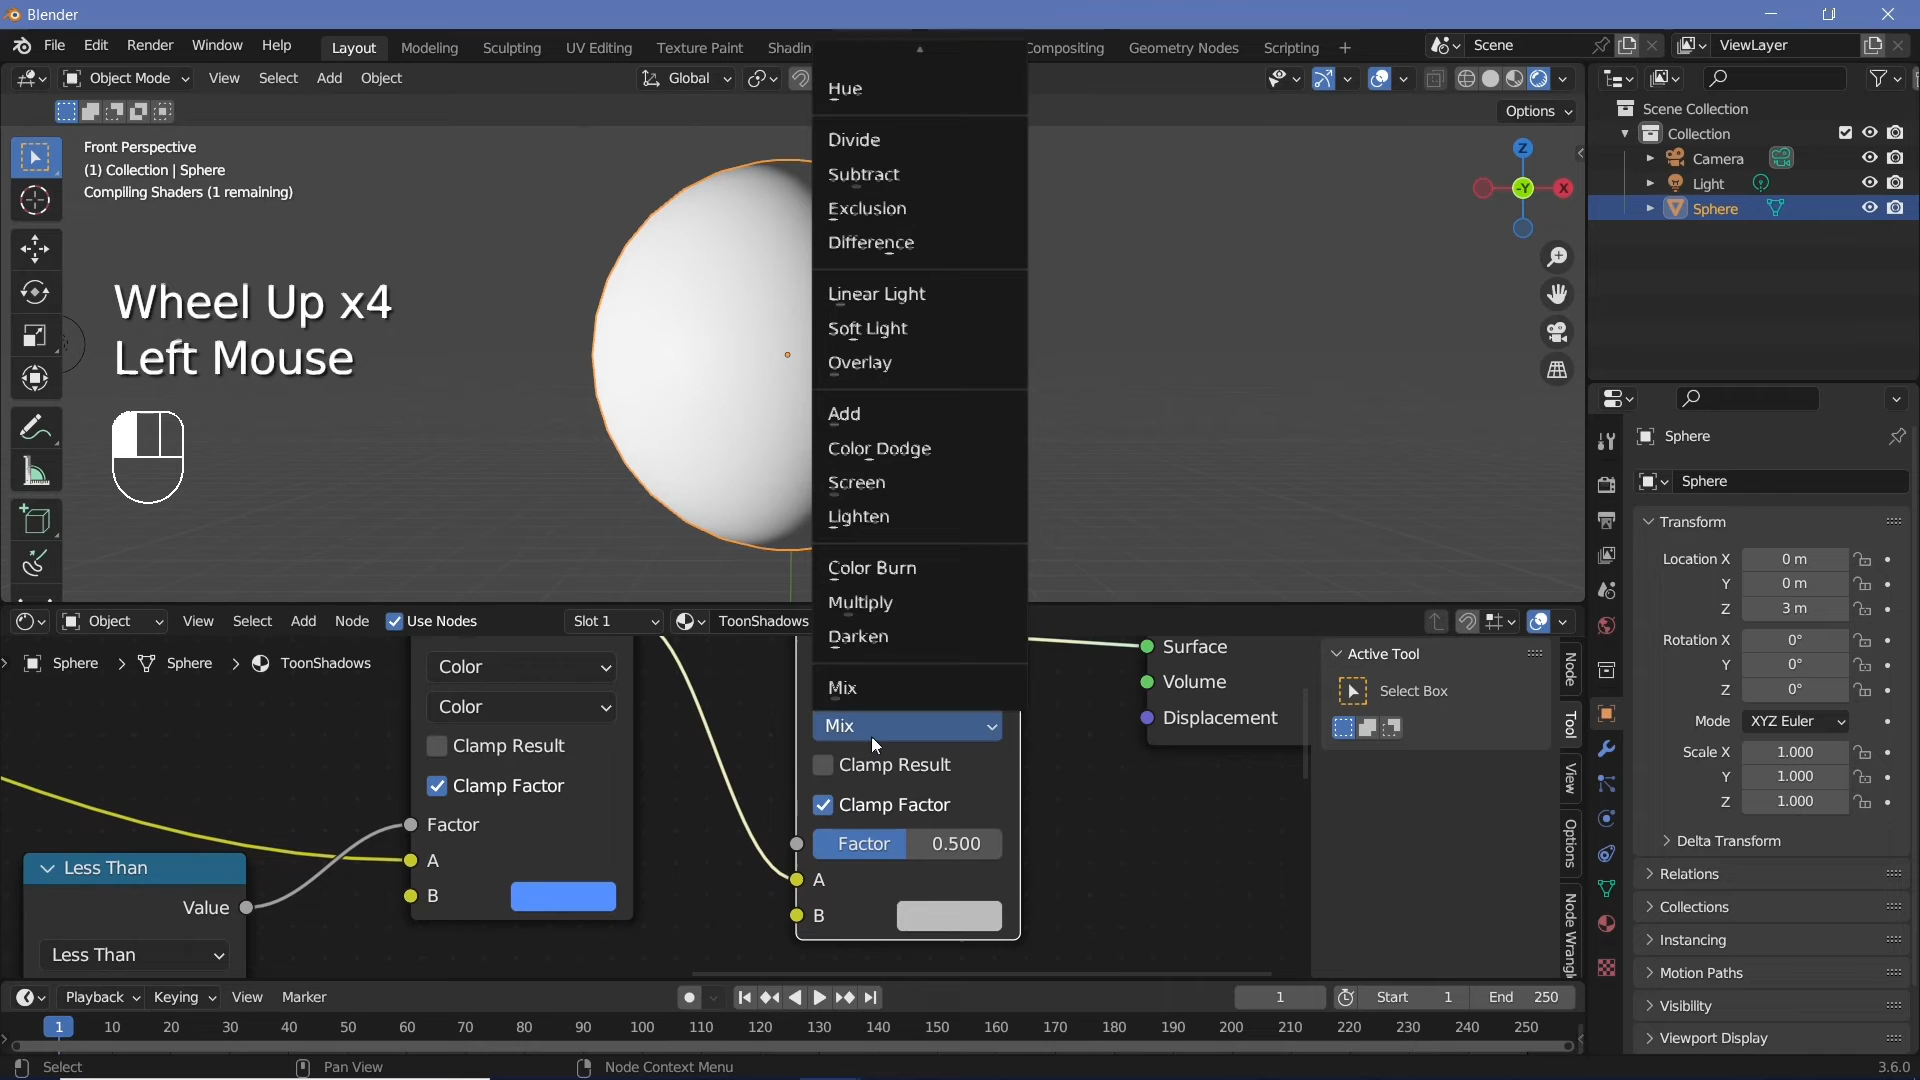 Blender
File Edit Render Window Help Layout Modeling Sculpting UV Editing Texture Paint Shadin Compositing Geometry Nodes Scripting + Scene ViewLayer
Object Mode View Select Add Object Global
Options
Front Perspective
(1) Collection | Sphere
Compiling Shaders (1 remaining)
Wheel Up x4
Left Mouse
Hue
Divide
Subtract
Exclusion
Difference
Linear Light
Soft Light
Overlay
Add
Color Dodge
Screen
Lighten
Color Burn
Multiply
Darken
Mix
Mix
Clamp Result
Clamp Factor
Factor 0.500
A
B
Z
-Y
X
Scene Collection
Collection
Camera
Light
Sphere
Sphere
Sphere
Transform
Location X 0 m
Y 0 m
Z 3 m
Rotation X 0°
Y 0°
Z 0°
Mode XYZ Euler
Scale X 1.000
Y 1.000
Z 1.000
Delta Transform
Relations
Collections
Instancing
Motion Paths
Visibility
Viewport Display
Object View Select Add Node Use Nodes Slot 1 ToonShadows
Sphere Sphere ToonShadows
Color
Color
Clamp Result
Clamp Factor
Factor
A
B
Less Than
Value
Less Than
Surface
Volume
Displacement
Active Tool
Select Box
Node
Tool
View
Options
Node Wrangl
Playback Keying View Marker 1 Start 1 End 250
1 10 20 30 40 50 60 70 80 90 100 110 120 130 140 150 160 170 180 190 200 210 220 230 240 250
Select Pan View Node Context Menu 3.6.0